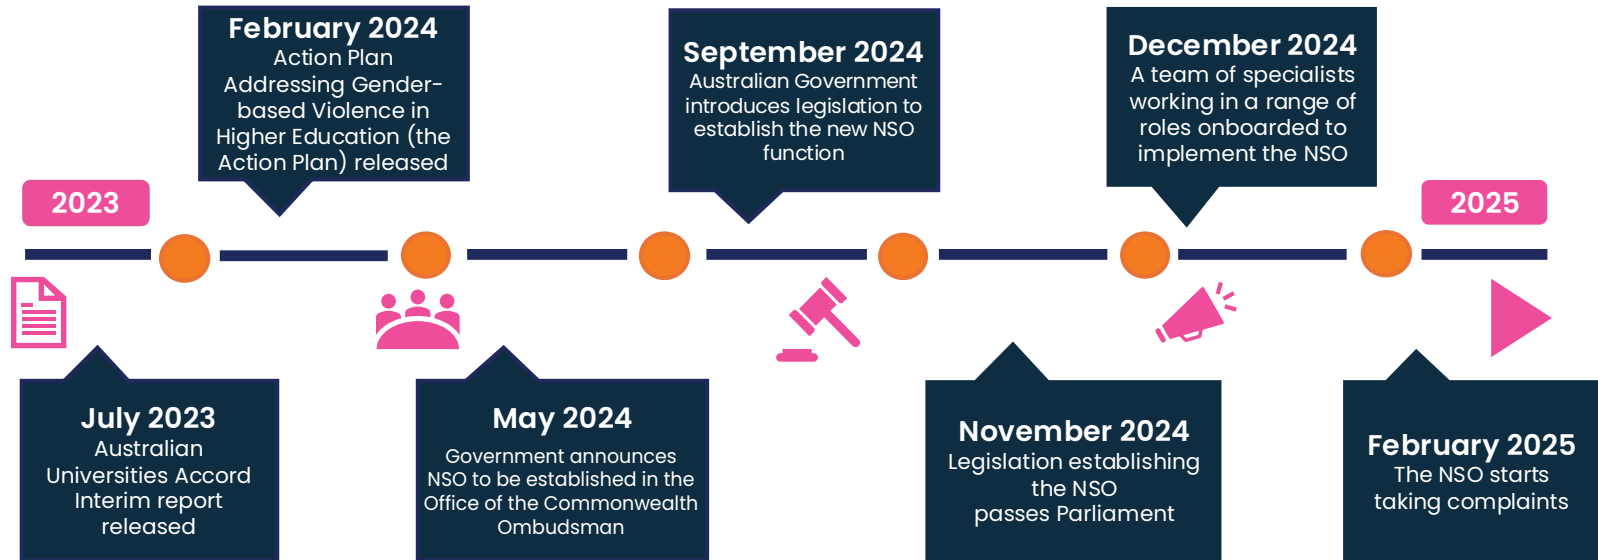 2023
July 2023
Australian
Universities Accord
Interim report
released
February 2024
Action Plan
Addressing Gender-
based Violence in
Higher Education (the
Action Plan) released
May 2024
Government announces
NSO to be established in the
Office of the Commonwealth
Ombudsman
September 2024
Australian Government
introduces legislation to
establish the new NSO
function
November 2024
Legislation establishing
the NSO
passes Parliament
December 2024
A team of specialists
working in a range of
roles onboarded to
implement the NSO
2025
February 2025
The NSO starts
taking complaints